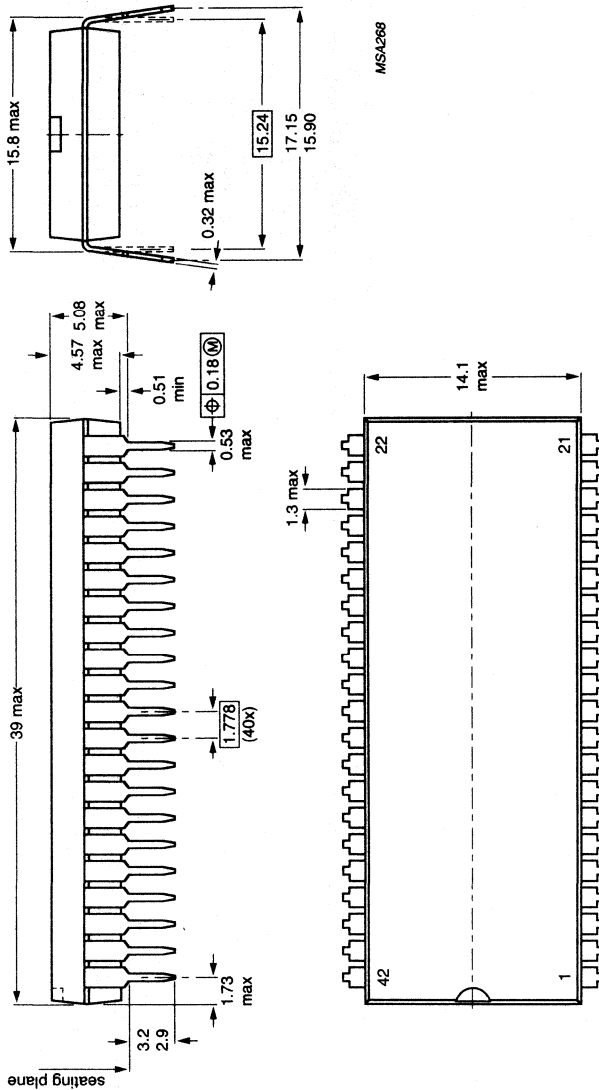 15.8 max
0.32 max
15.24
17.15
15.90
MSA268
39 max
4.57
max
5.08
max
0.51
min
⌖ 0.18 Ⓜ
0.53
max
1.778
(40x)
1.73
max
3.2
2.9
seating plane
1.3 max
14.1
max
42
22
1
21